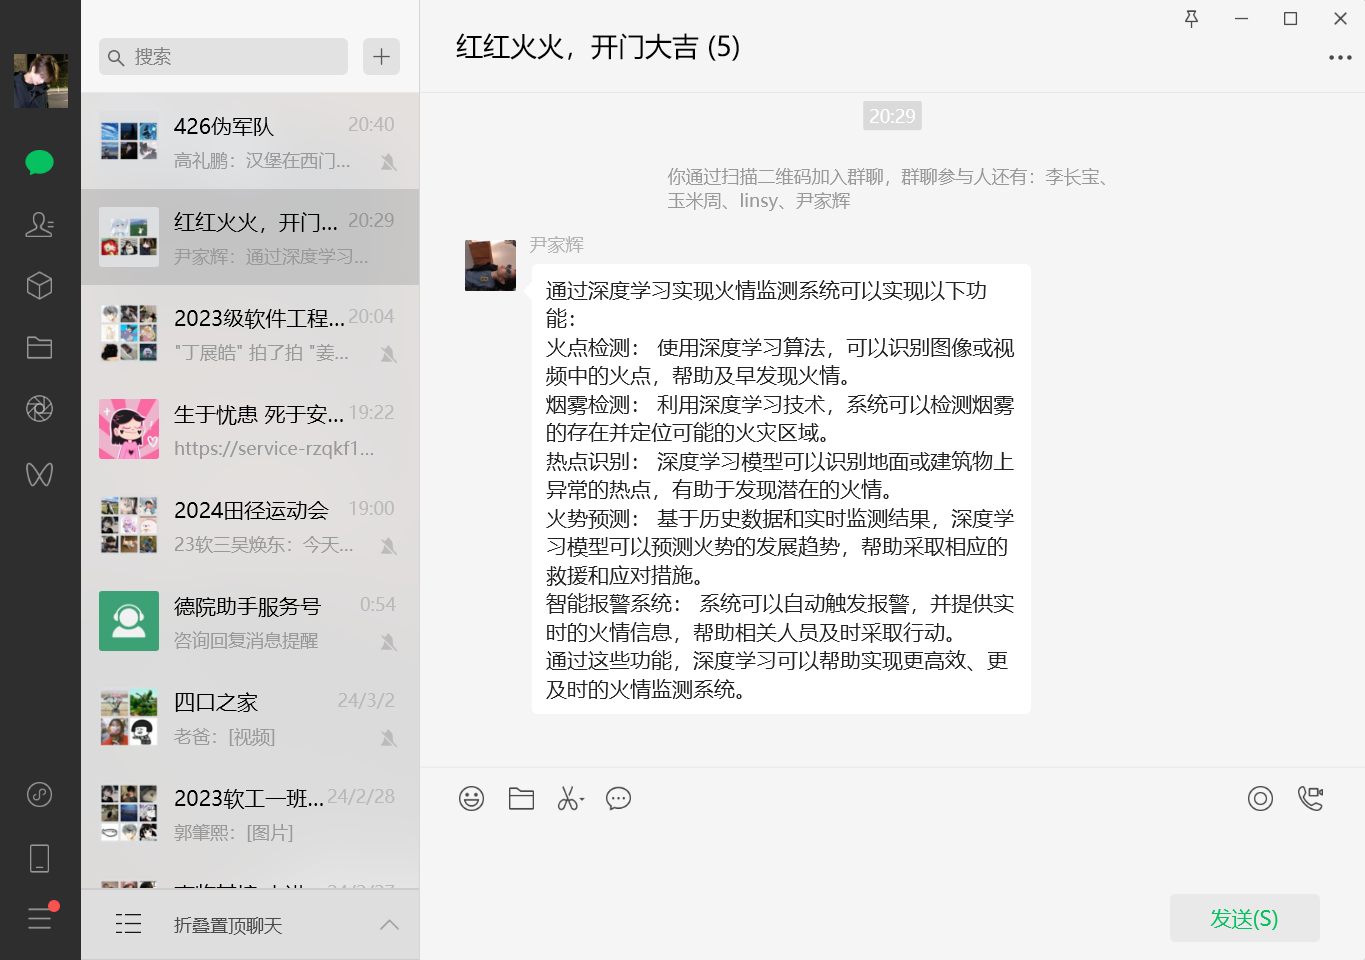 搜索
426伪军队 20:40
高礼鹏：汉堡在西门...
红红火火，开门... 20:29
尹家辉：通过深度学习...
2023级软件工程... 20:04
"丁展皓" 拍了拍 "姜...
生于忧患 死于安... 19:22
https://service-rzqkf1...
2024田径运动会 19:00
23软三吴焕东：今天...
德院助手服务号 0:54
咨询回复消息提醒
四口之家 24/3/2
老爸：[视频]
2023软工一班... 24/2/28
郭肇熙：[图片]
折叠置顶聊天
红红火火，开门大吉 (5)
20:29
你通过扫描二维码加入群聊，群聊参与人还有：李长宝、
玉米周、linsy、尹家辉
尹家辉
通过深度学习实现火情监测系统可以实现以下功
能：
火点检测： 使用深度学习算法，可以识别图像或视
频中的火点，帮助及早发现火情。
烟雾检测： 利用深度学习技术，系统可以检测烟雾
的存在并定位可能的火灾区域。
热点识别： 深度学习模型可以识别地面或建筑物上
异常的热点，有助于发现潜在的火情。
火势预测： 基于历史数据和实时监测结果，深度学
习模型可以预测火势的发展趋势，帮助采取相应的
救援和应对措施。
智能报警系统： 系统可以自动触发报警，并提供实
时的火情信息，帮助相关人员及时采取行动。
通过这些功能，深度学习可以帮助实现更高效、更
及时的火情监测系统。
发送(S)